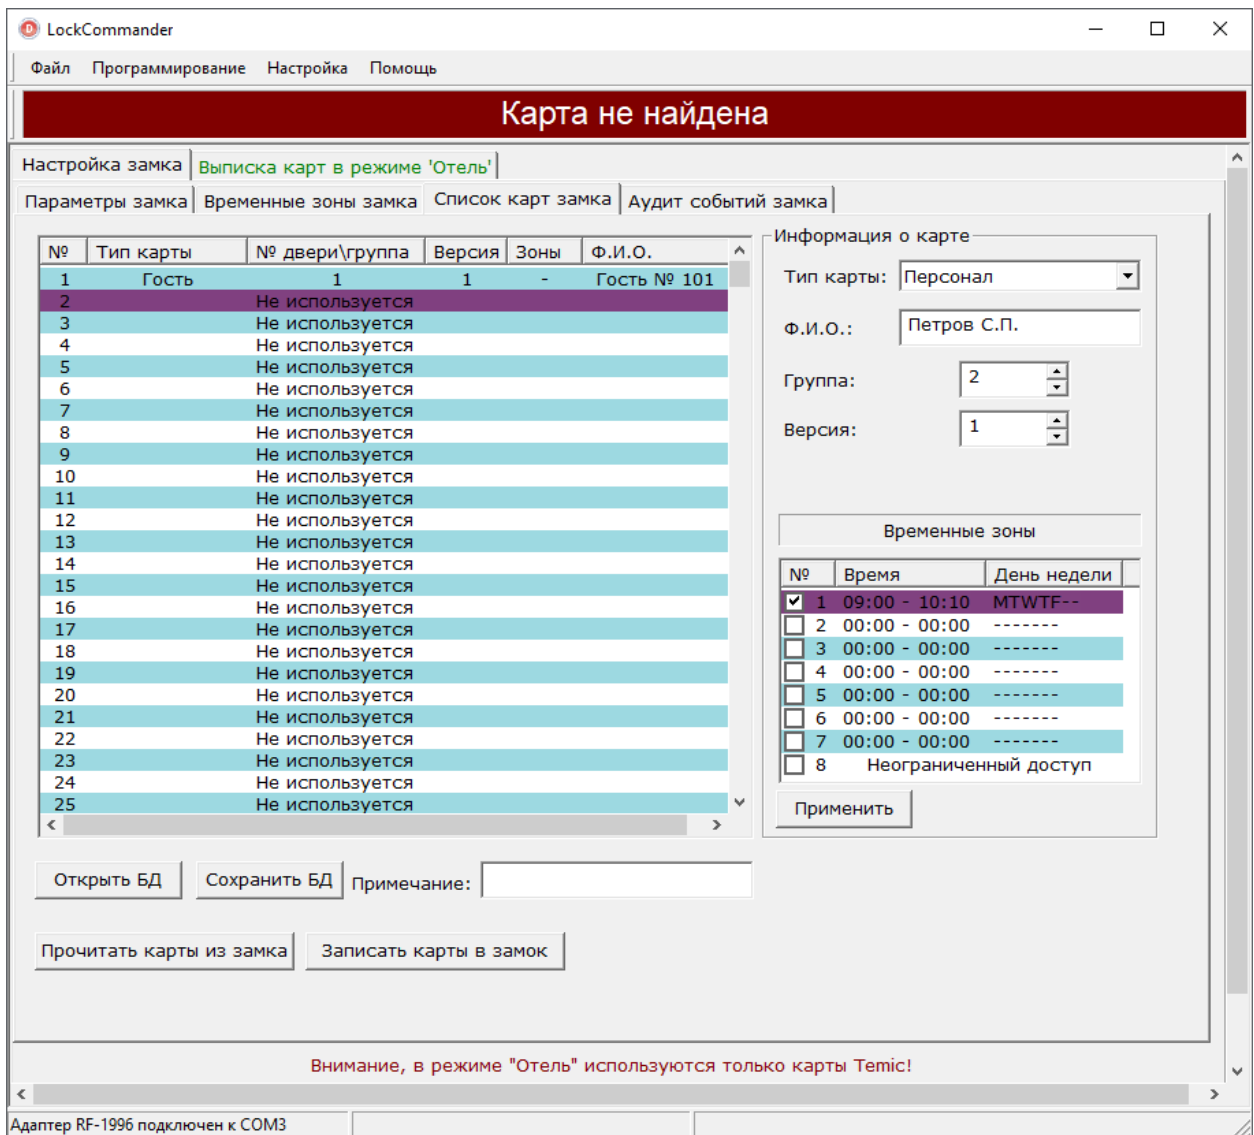 LockCommander
Файл Программирование Настройка Помощь
Карта не найдена
Настройка замка Выписка карт в режиме 'Отель'
Параметры замка Временные зоны замка Список карт замка Аудит событий замка
№ Тип карты № двери\группа Версия Зоны Ф.И.О.
1 Гость 1 1 - Гость № 101
2 Не используется
3 Не используется
4 Не используется
5 Не используется
6 Не используется
7 Не используется
8 Не используется
9 Не используется
10 Не используется
11 Не используется
12 Не используется
13 Не используется
14 Не используется
15 Не используется
16 Не используется
17 Не используется
18 Не используется
19 Не используется
20 Не используется
21 Не используется
22 Не используется
23 Не используется
24 Не используется
25 Не используется
Информация о карте
Тип карты: Персонал
Ф.И.О.: Петров С.П.
Группа: 2
Версия: 1
Временные зоны
№ Время День недели
1 09:00 - 10:10 MTWTF--
2 00:00 - 00:00 -------
3 00:00 - 00:00 -------
4 00:00 - 00:00 -------
5 00:00 - 00:00 -------
6 00:00 - 00:00 -------
7 00:00 - 00:00 -------
8 Неограниченный доступ
Применить
Открыть БД Сохранить БД Примечание:
Прочитать карты из замка Записать карты в замок
Внимание, в режиме "Отель" используются только карты Temic!
Адаптер RF-1996 подключен к COM3